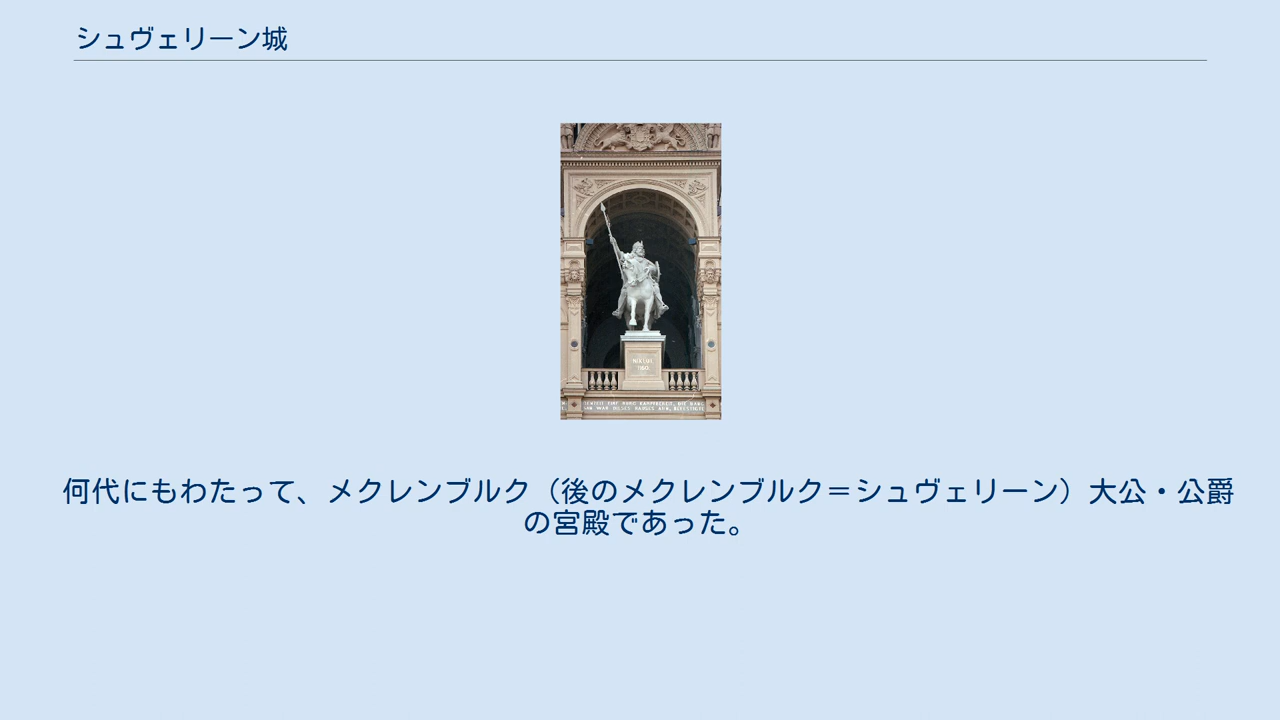 シュヴェリーン城
NIKLOT
何代にもわたって、メクレンブルク（後のメクレンブルク＝シュヴェリーン）大公・公爵
の宮殿であった。